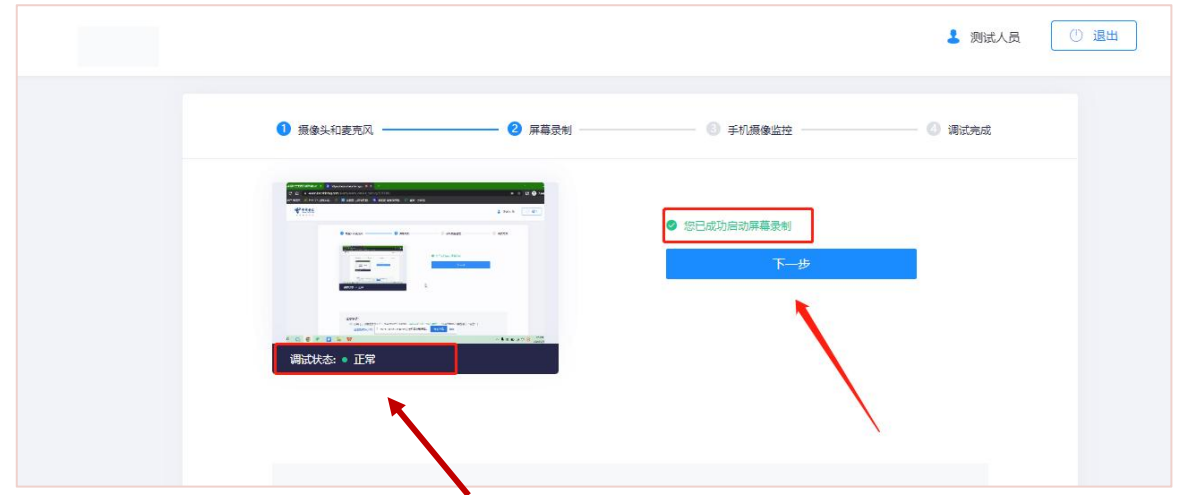 测试人员
退出
1 摄像头和麦克风
2 屏幕录制
3 手机摄像监控
4 调试完成
您已成功启动屏幕录制
下一步
调试状态: 正常